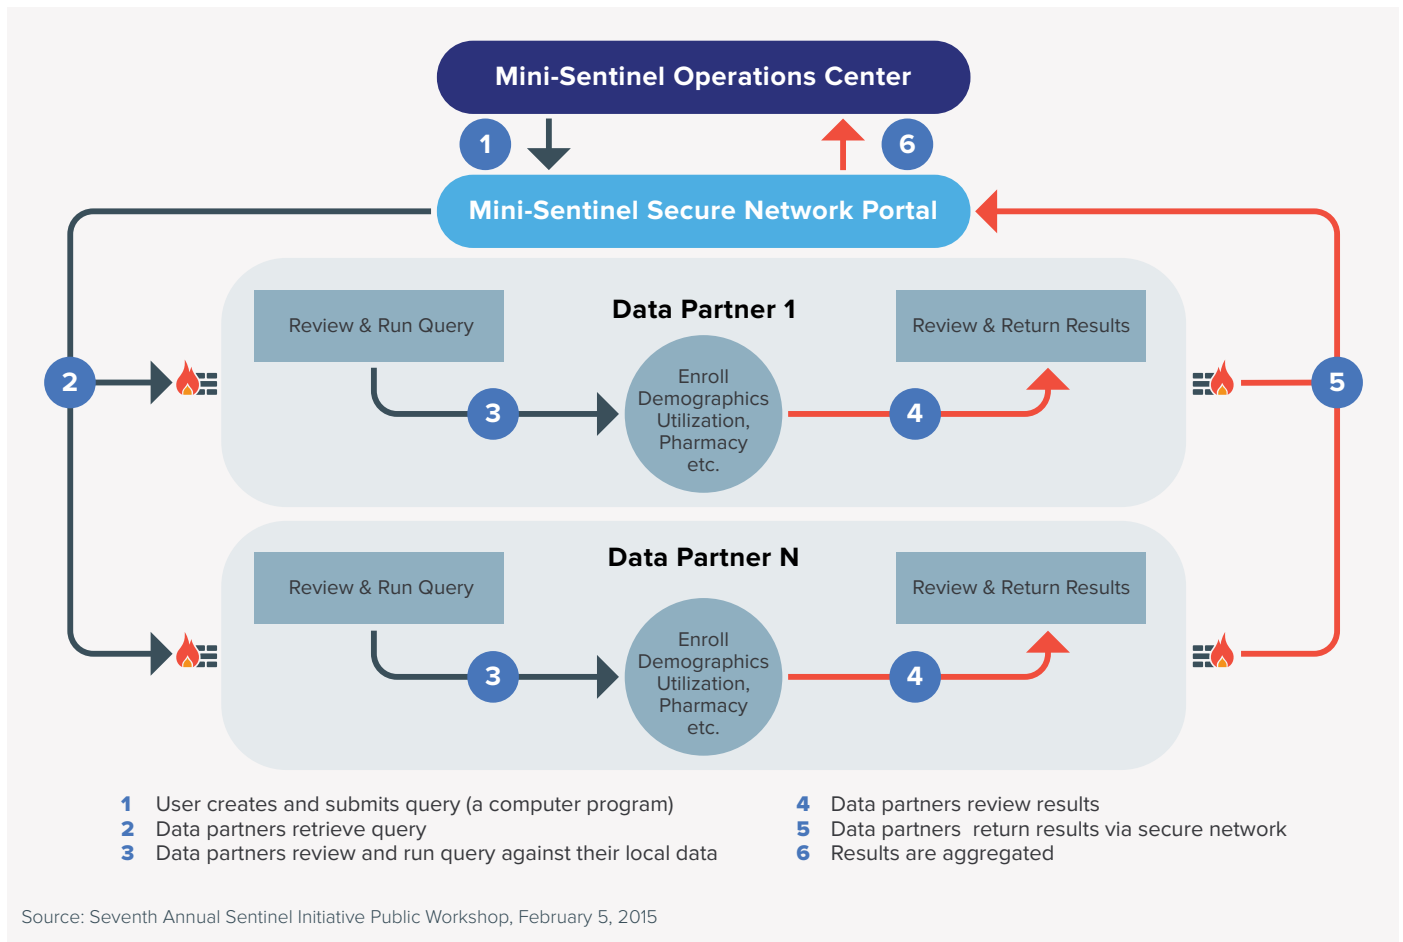 Mini-Sentinel Operations Center
1
6
Mini-Sentinel Secure Network Portal
Data Partner 1
Review & Run Query
Review & Return Results
2
5
3
Enroll
Demographics
Utilization,
Pharmacy
etc.
4
Data Partner N
Review & Run Query
Review & Return Results
3
Enroll
Demographics
Utilization,
Pharmacy
etc.
4
1 User creates and submits query (a computer program)
2 Data partners retrieve query
3 Data partners review and run query against their local data
4 Data partners review results
5 Data partners  return results via secure network
6 Results are aggregated
Source: Seventh Annual Sentinel Initiative Public Workshop, February 5, 2015